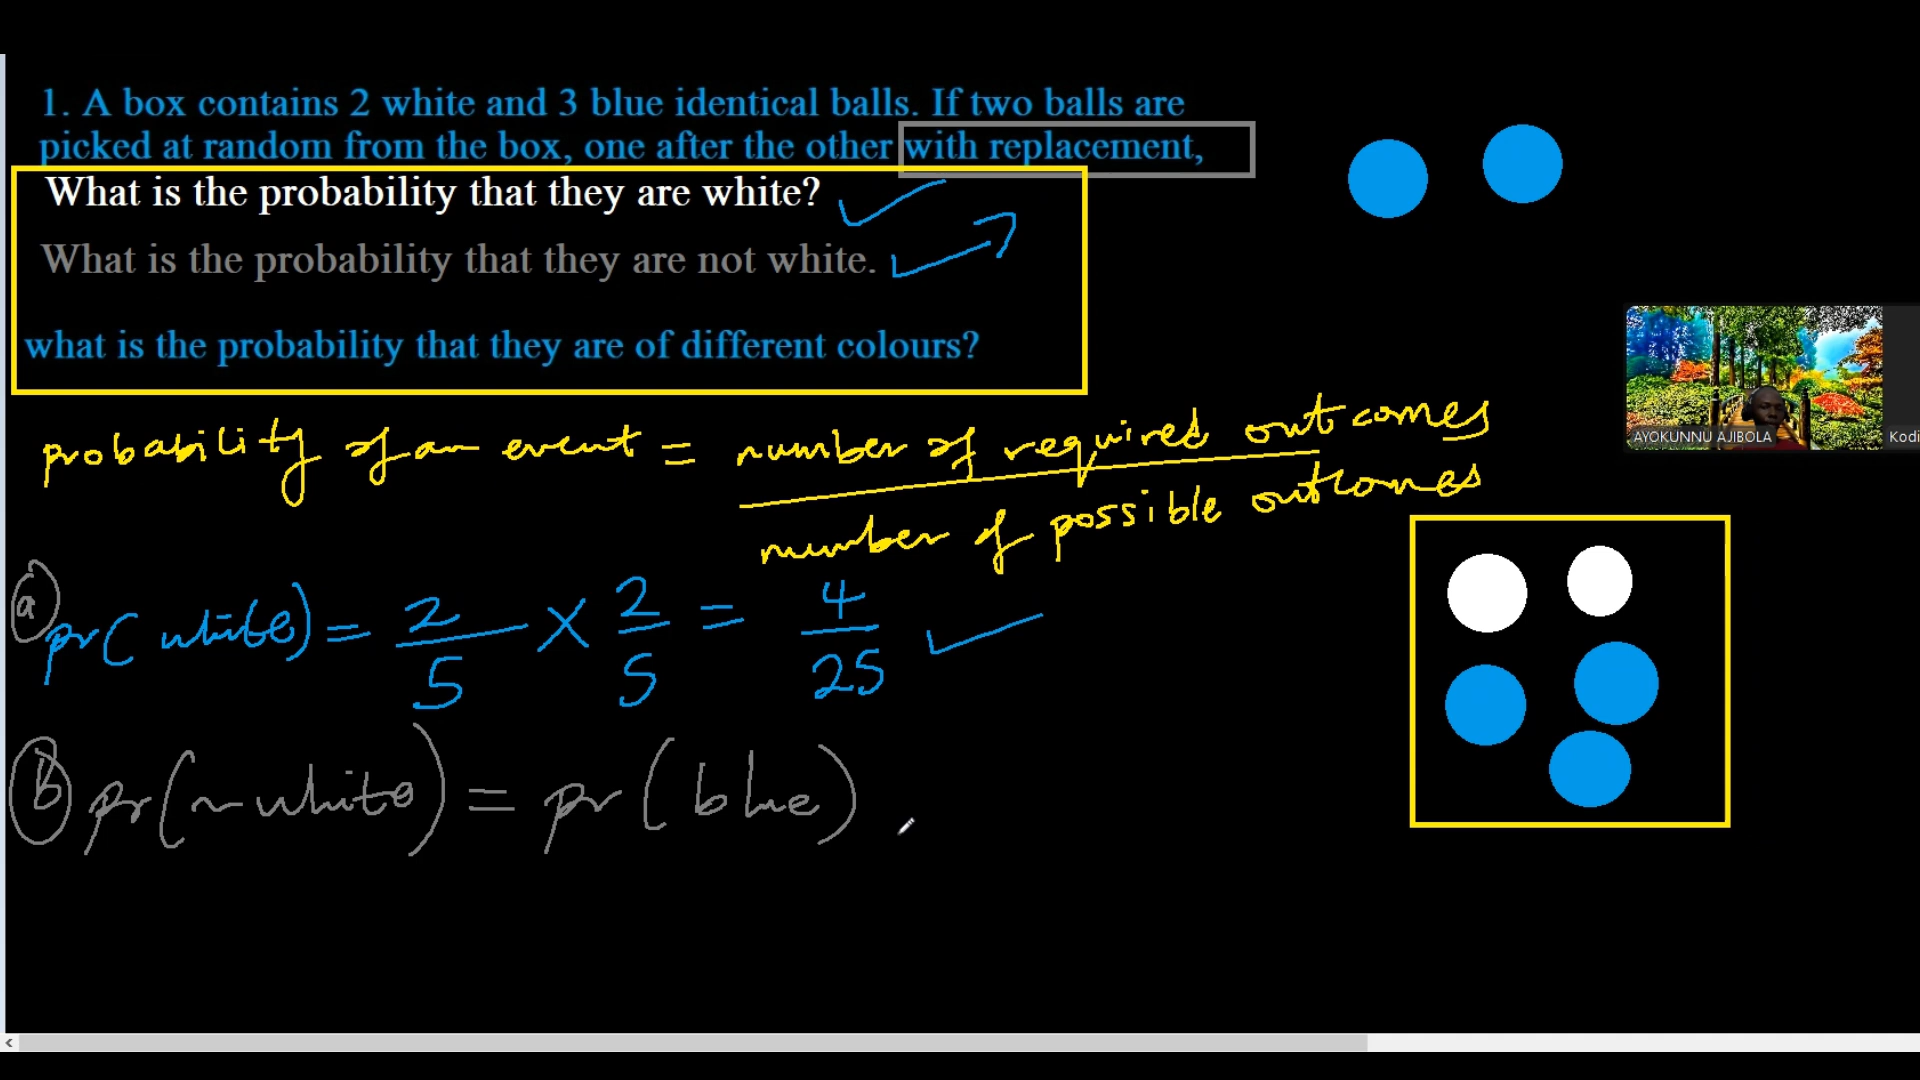 1. A box contains 2 white and 3 blue identical balls. If two balls are
picked at random from the box, one after the other with replacement,
What is the probability that they are white?
What is the probability that they are not white.
what is the probability that they are of different colours?
probability of an event = number of required outcomes
number of possible outcomes
AYOKUNNU AJIBOLA
Kodi
a pr(white) = 2/5 × 2/5 = 4/25
b pr(~white) = pr(blue)